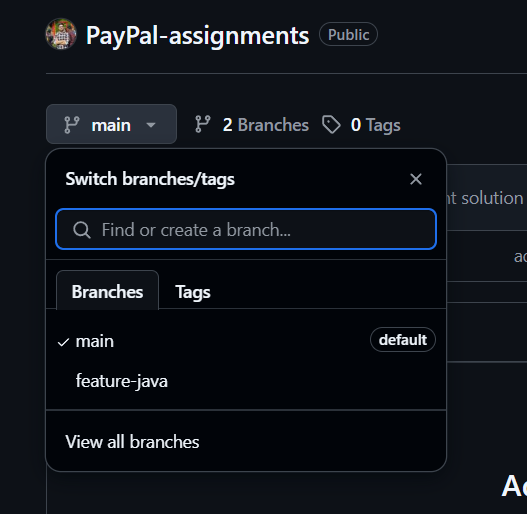 PayPal-assignments Public
main 2 Branches 0 Tags
Switch branches/tags
nt solution
Find or create a branch...
Branches Tags
main default
feature-java
View all branches